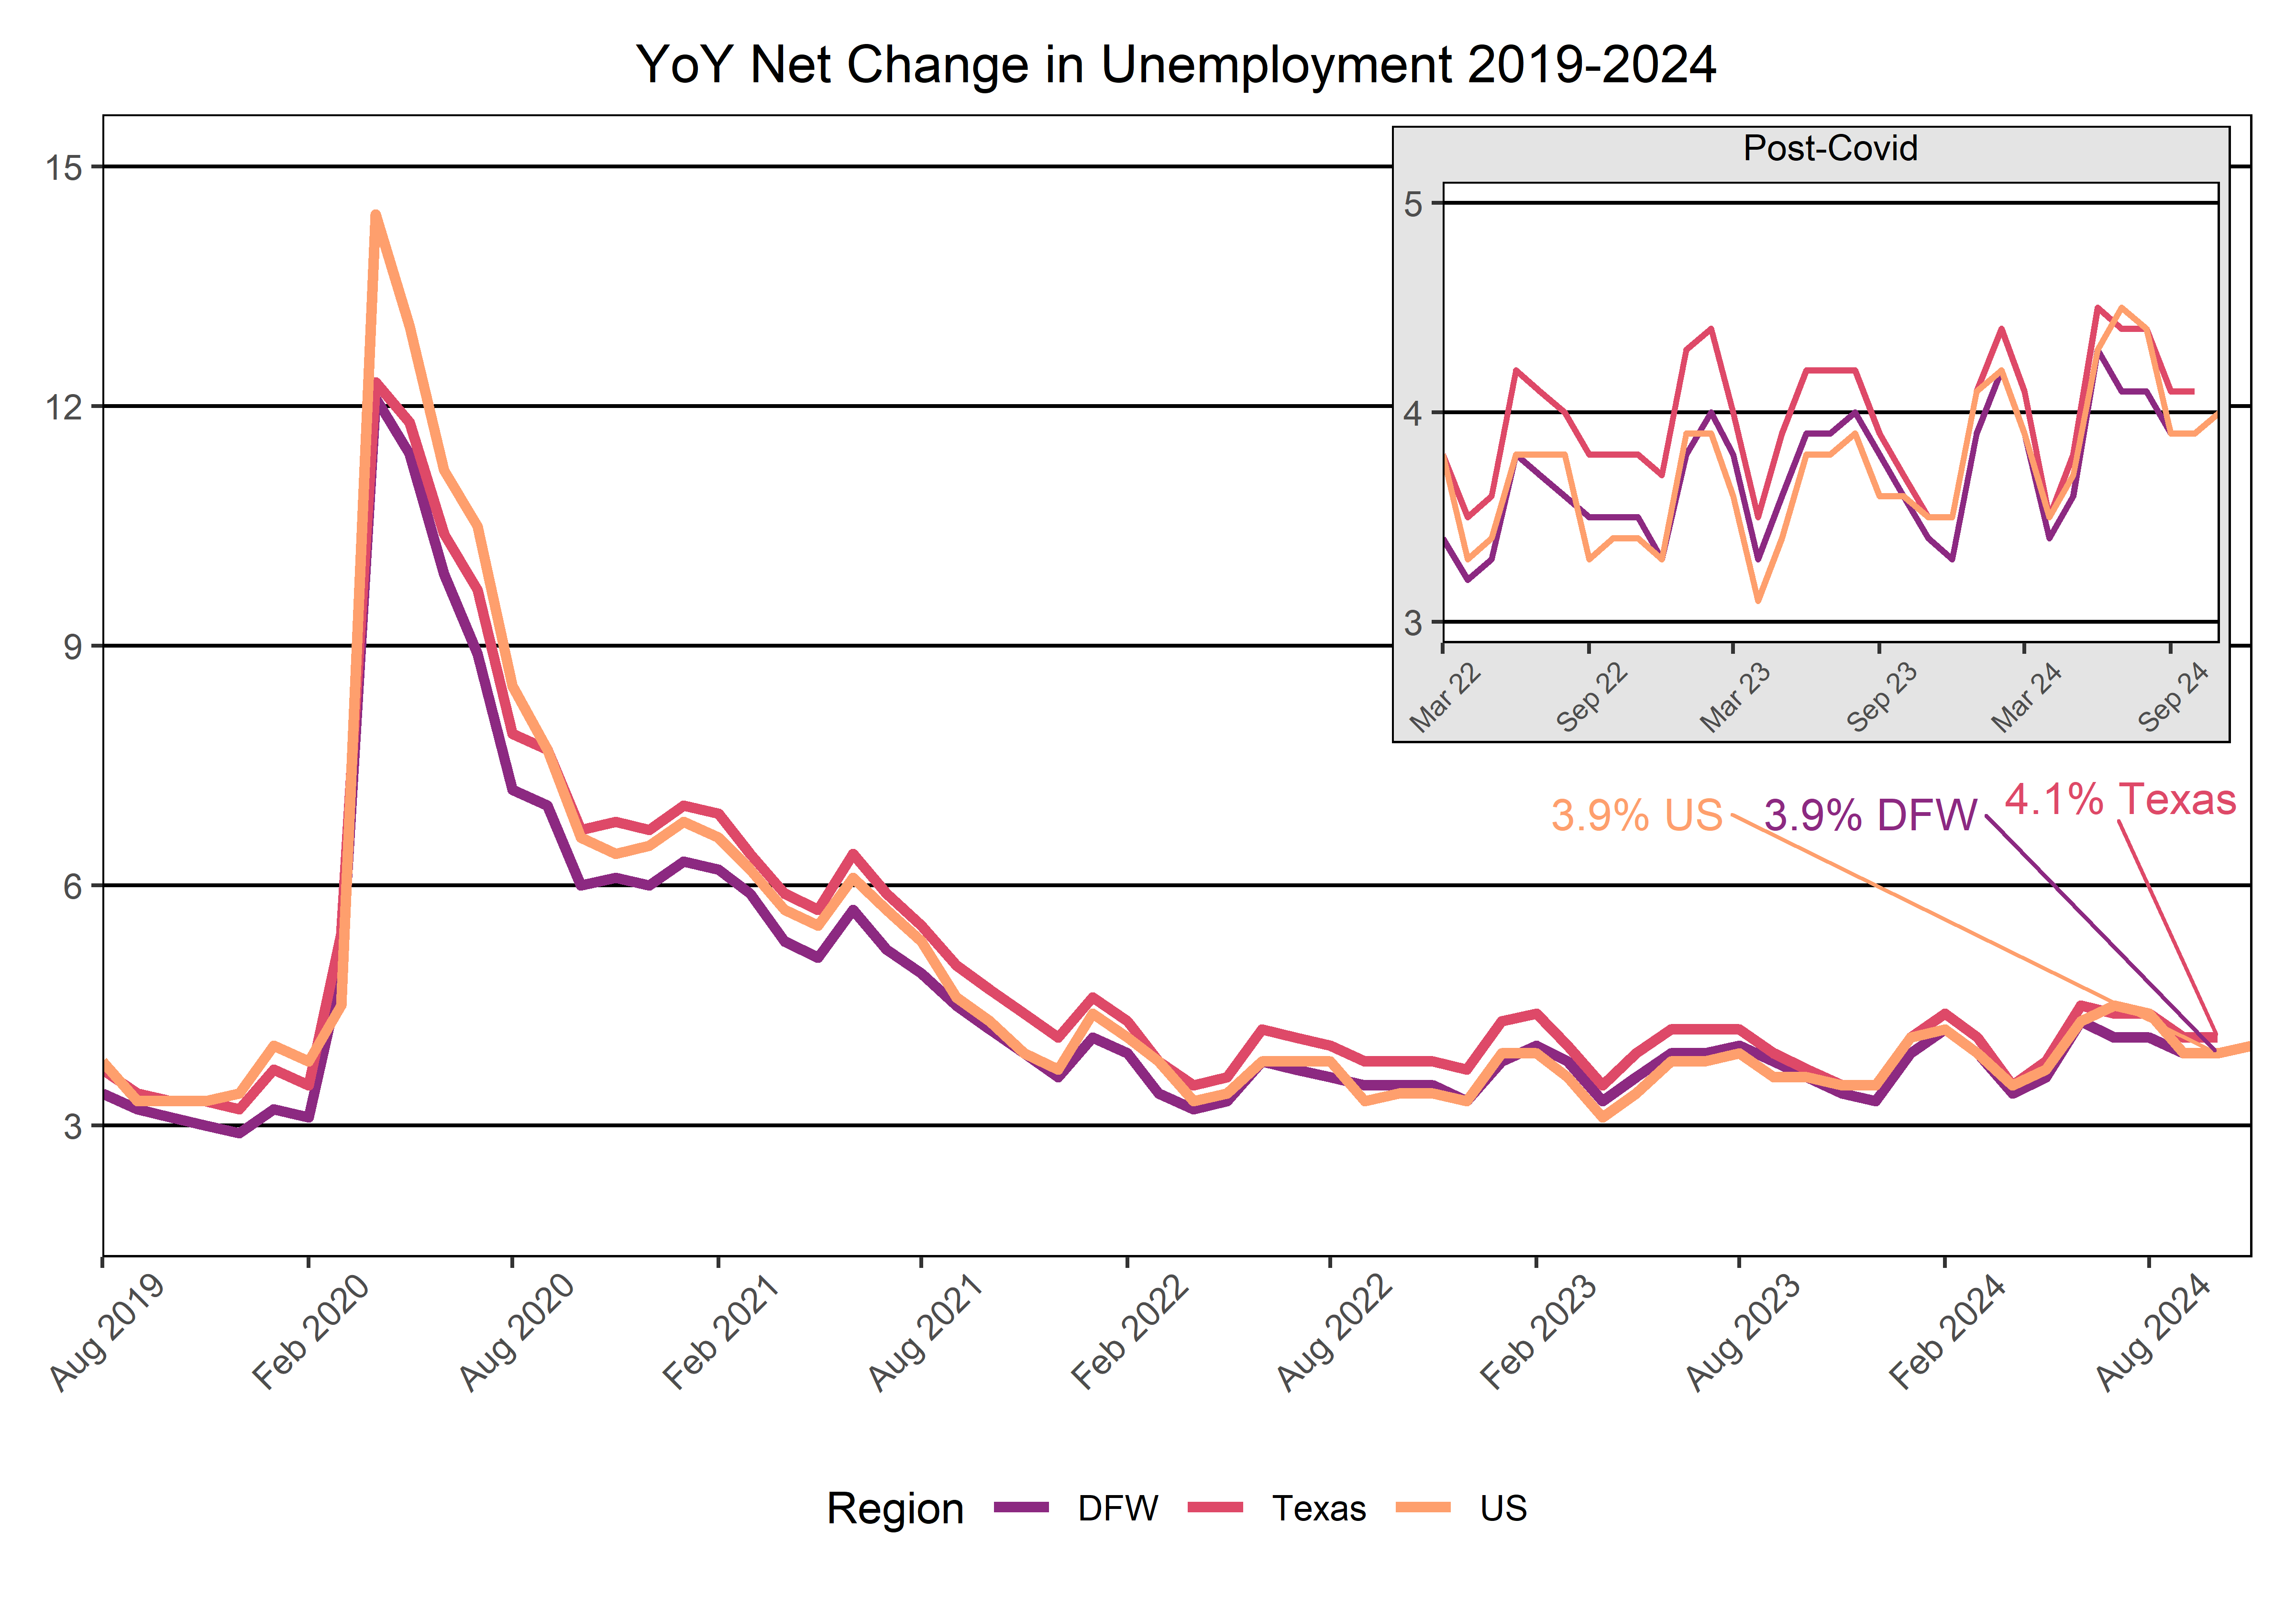 YoY Net Change in Unemployment 2019-2024
15
12
9
6
3
Post-Covid
5
4
3
Mar 22
Sep 22
Mar 23
Sep 23
Mar 24
Sep 24
3.9% US
3.9% DFW
4.1% Texas
Aug 2019
Feb 2020
Aug 2020
Feb 2021
Aug 2021
Feb 2022
Aug 2022
Feb 2023
Aug 2023
Feb 2024
Aug 2024
Region DFW Texas US